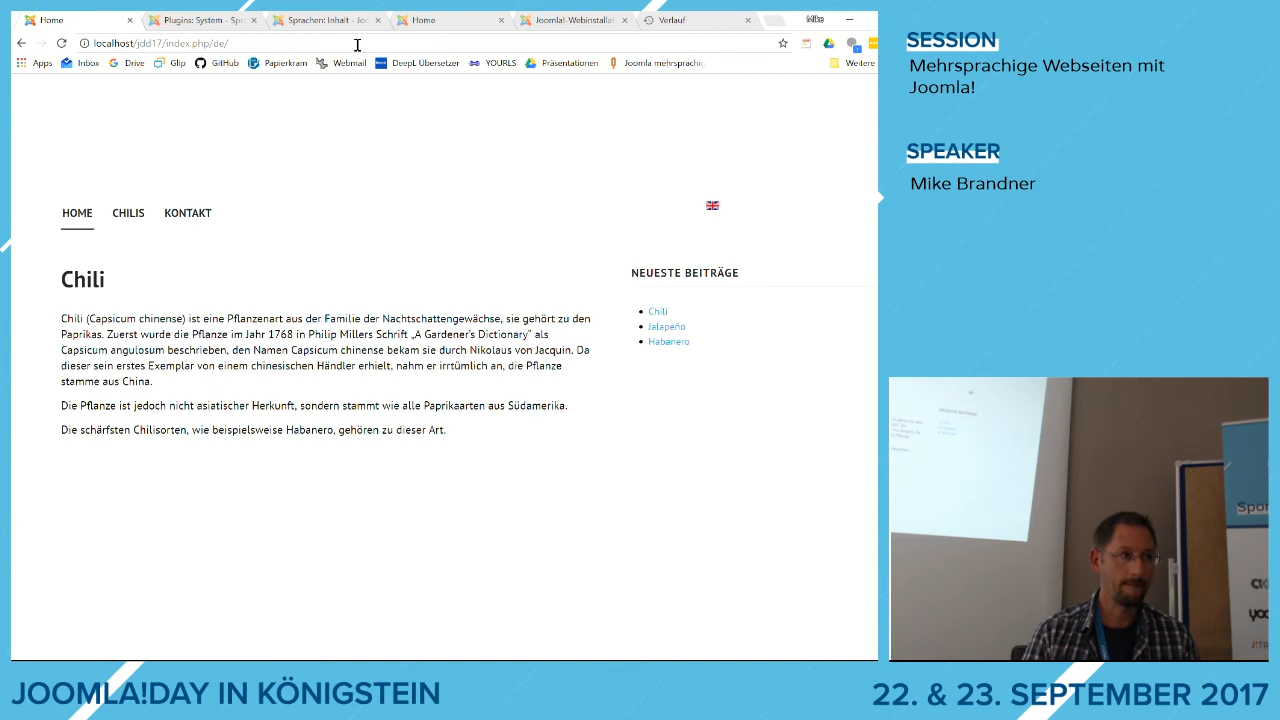 Home
Plugins: System - Spr
Sprachen: Inhalt - Joo
Home
Joomla!-Webinstallat
Verlauf
Mike
localhost/jdd17/index.php/de/
Apps
Inbox
Drive
Glip
GitHub
Papierkram
Webmail
DeepL Übersetzer
YOURLS
Präsentationen
Joomla mehrsprachig
Weitere
HOME
CHILIS
KONTAKT
Chili
Chili (Capsicum chinense) ist eine Pflanzenart aus der Familie der Nachtschattengewächse, sie gehört zu den
Paprikas. Zuerst wurde die Pflanze im Jahr 1768 in Philip Millers Schrift „A Gardener's Dictionary“ als
Capsicum angulosum beschrieben, den Namen Capsicum chinense bekam sie durch Nikolaus von Jacquin. Da
dieser sein erstes Exemplar von einem chinesischen Händler erhielt, nahm er irrtümlich an, die Pflanze
stamme aus China.
Die Pflanze ist jedoch nicht asiatischer Herkunft, sondern stammt wie alle Paprikaarten aus Südamerika.
Die schärfsten Chilisorten, wie beispielsweise Habanero, gehören zu dieser Art.
NEUESTE BEITRÄGE
Chili
Jalapeño
Habanero
SESSION
Mehrsprachige Webseiten mit
Joomla!
SPEAKER
Mike Brandner
NEUESTE BEITRÄGE
Spon
JOOMLA!DAY IN KÖNIGSTEIN
22. & 23. SEPTEMBER 2017